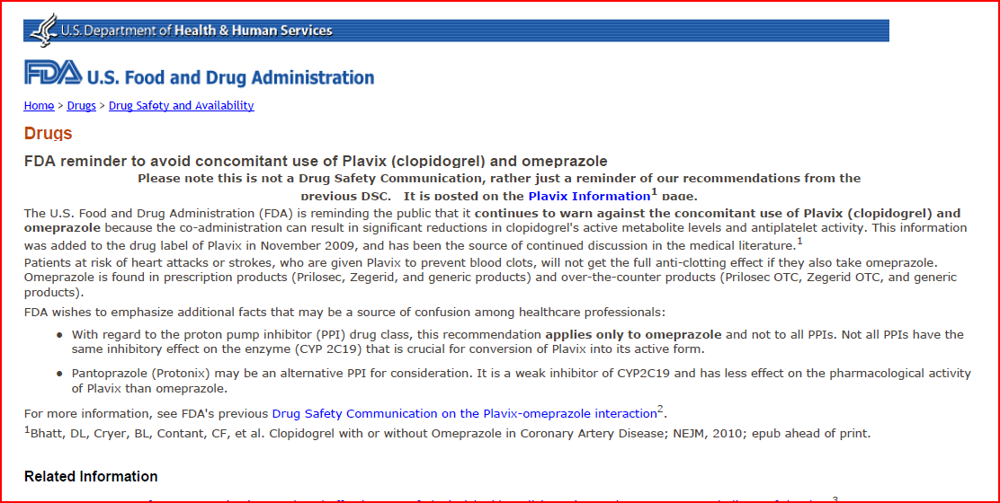 U.S. Department of Health & Human Services
FDA U.S. Food and Drug Administration
Home > Drugs > Drug Safety and Availability
Drugs
FDA reminder to avoid concomitant use of Plavix (clopidogrel) and omeprazole
Please note this is not a Drug Safety Communication, rather just a reminder of our recommendations from the
previous DSC. It is posted on the Plavix Information1 page.
The U.S. Food and Drug Administration (FDA) is reminding the public that it continues to warn against the concomitant use of Plavix (clopidogrel) and
omeprazole because the co-administration can result in significant reductions in clopidogrel's active metabolite levels and antiplatelet activity. This information
was added to the drug label of Plavix in November 2009, and has been the source of continued discussion in the medical literature.1
Patients at risk of heart attacks or strokes, who are given Plavix to prevent blood clots, will not get the full anti-clotting effect if they also take omeprazole.
Omeprazole is found in prescription products (Prilosec, Zegerid, and generic products) and over-the-counter products (Prilosec OTC, Zegerid OTC, and generic
products).
FDA wishes to emphasize additional facts that may be a source of confusion among healthcare professionals:
• With regard to the proton pump inhibitor (PPI) drug class, this recommendation applies only to omeprazole and not to all PPIs. Not all PPIs have the
same inhibitory effect on the enzyme (CYP 2C19) that is crucial for conversion of Plavix into its active form.
• Pantoprazole (Protonix) may be an alternative PPI for consideration. It is a weak inhibitor of CYP2C19 and has less effect on the pharmacological activity
of Plavix than omeprazole.
For more information, see FDA's previous Drug Safety Communication on the Plavix-omeprazole interaction2.
1Bhatt, DL, Cryer, BL, Contant, CF, et al. Clopidogrel with or without Omeprazole in Coronary Artery Disease; NEJM, 2010; epub ahead of print.
Related Information